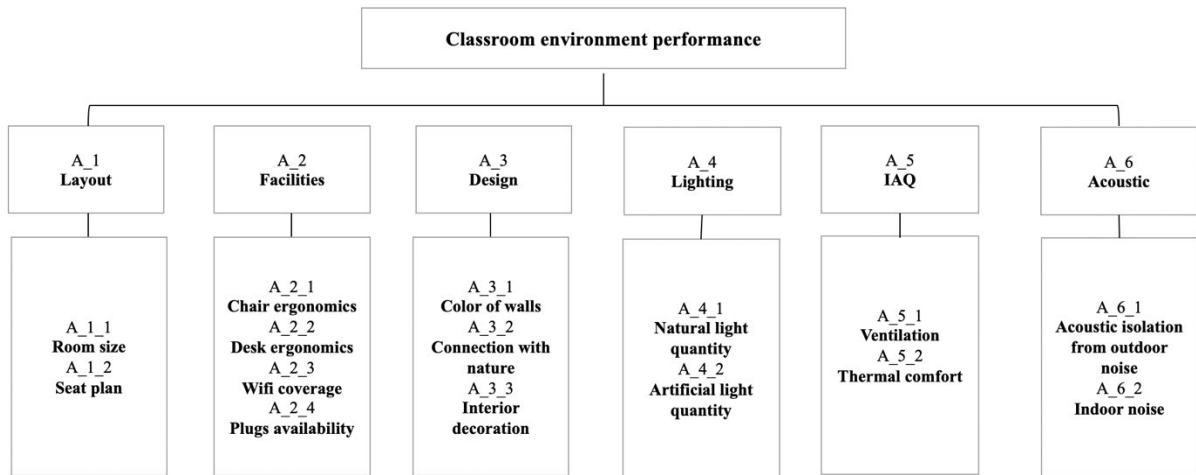 Classroom environment performance
A_1
Layout
A_2
Facilities
A_3
Design
A_4
Lighting
A_5
IAQ
A_6
Acoustic
A_1_1
Room size
A_1_2
Seat plan
A_2_1
Chair ergonomics
A_2_2
Desk ergonomics
A_2_3
Wifi coverage
A_2_4
Plugs availability
A_3_1
Color of walls
A_3_2
Connection with
nature
A_3_3
Interior
decoration
A_4_1
Natural light
quantity
A_4_2
Artificial light
quantity
A_5_1
Ventilation
A_5_2
Thermal comfort
A_6_1
Acoustic isolation
from outdoor
noise
A_6_2
Indoor noise